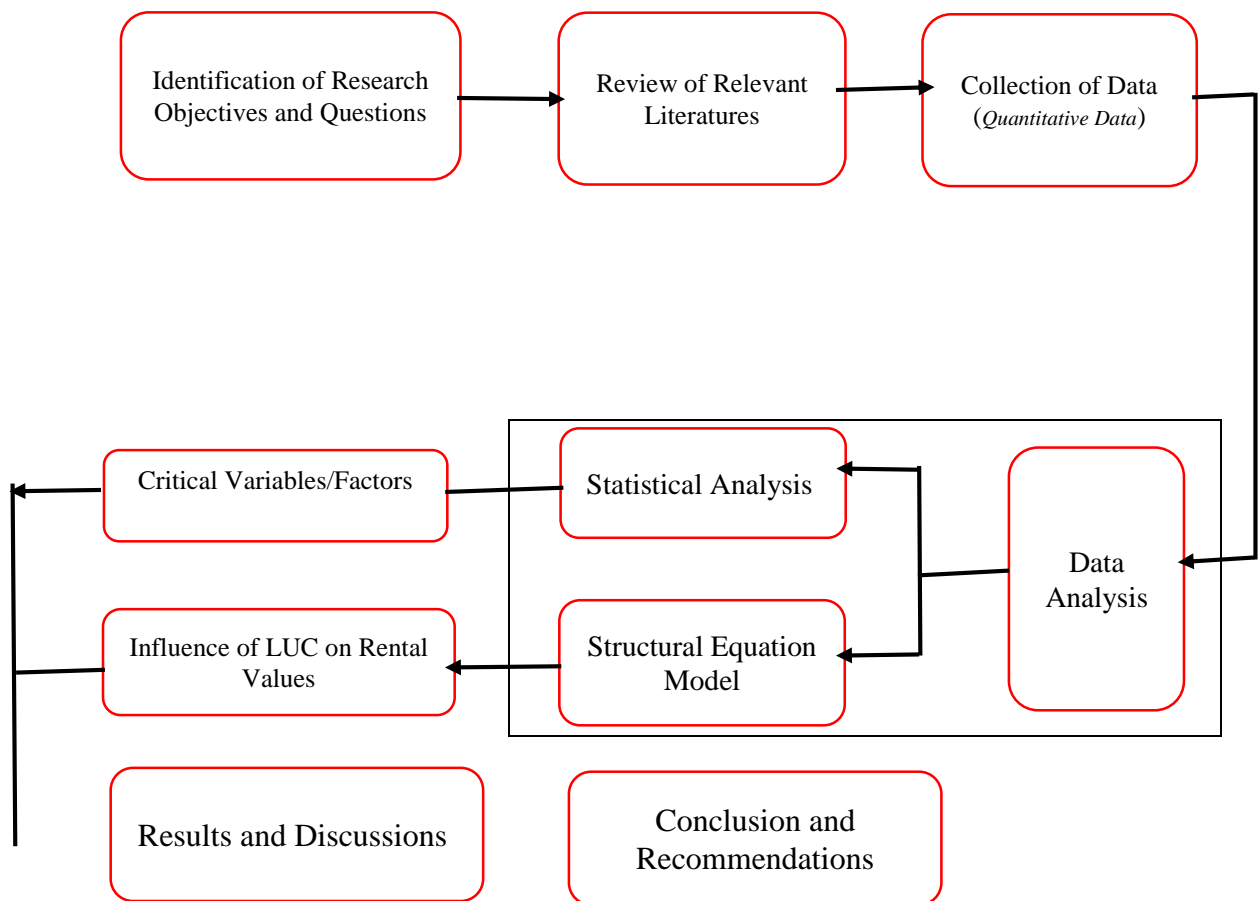 Identification of Research
Objectives and Questions
Review of Relevant
Literatures
Collection of Data
(Quantitative Data)
Critical Variables/Factors
Statistical Analysis
Data
Analysis
Influence of LUC on Rental
Values
Structural Equation
Model
Results and Discussions
Conclusion and
Recommendations